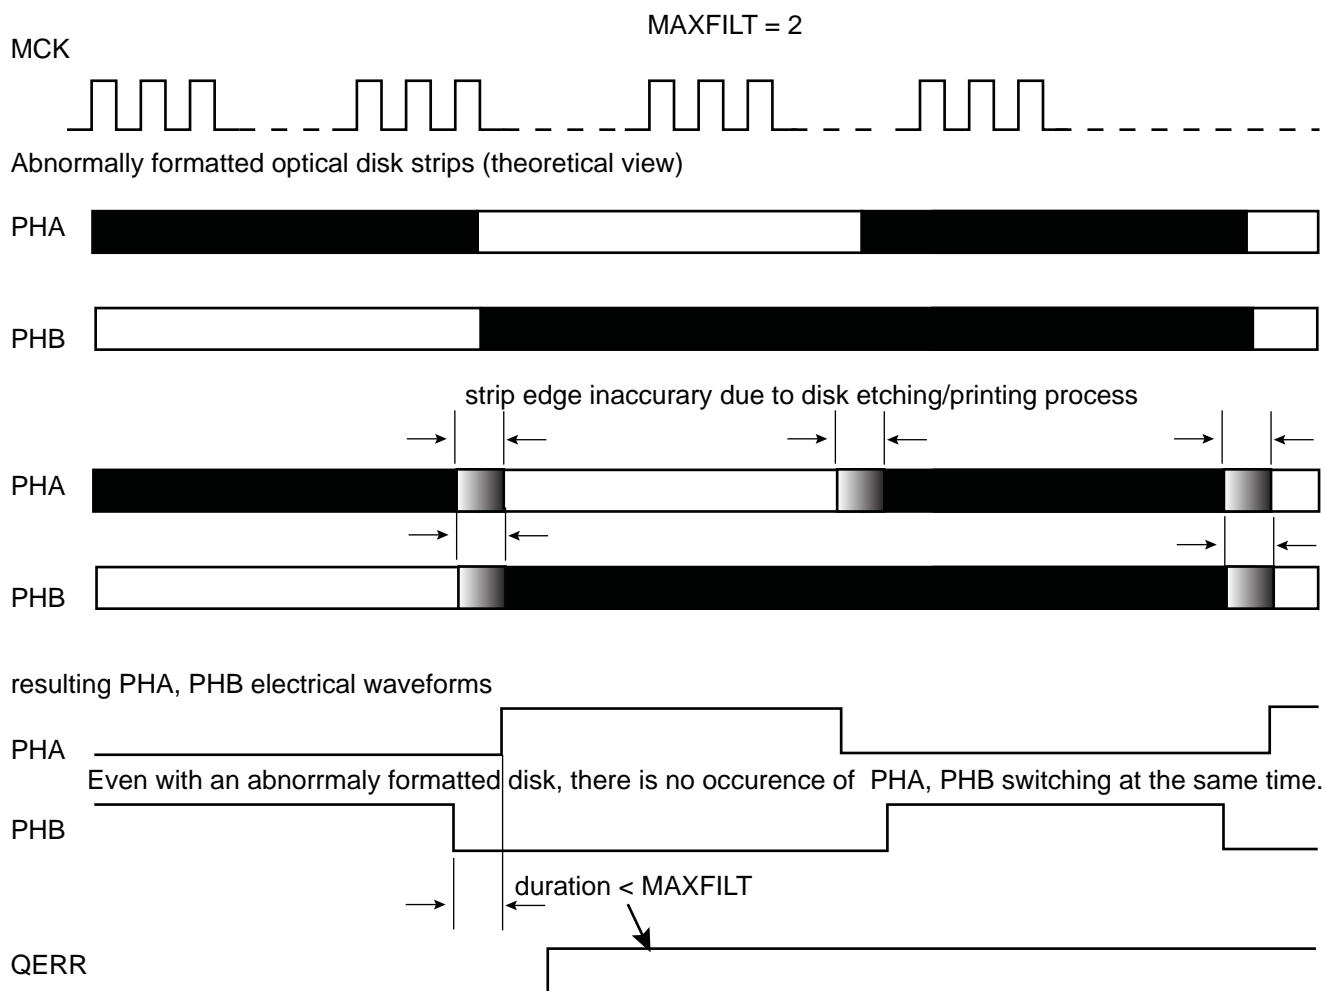 MAXFILT = 2
MCK
Abnormally formatted optical disk strips (theoretical view)
PHA
PHB
strip edge inaccurary due to disk etching/printing process
PHA
PHB
resulting PHA, PHB electrical waveforms
PHA
Even with an abnorrmaly formatted disk, there is no occurence of PHA, PHB switching at the same time.
PHB
duration < MAXFILT
QERR